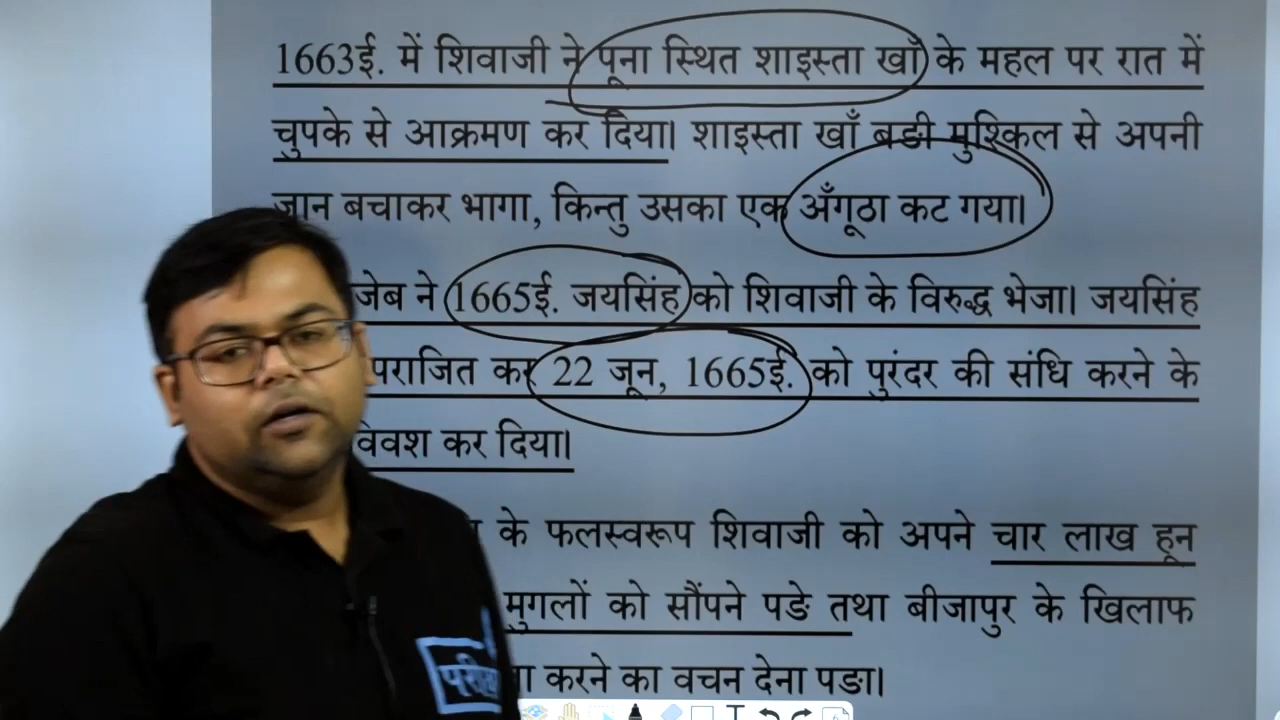 1663ई. में शिवाजी ने पूना स्थित शाइस्ता खाँ के महल पर रात में
चुपके से आक्रमण कर दिया। शाइस्ता खाँ बडी मुश्किल से अपनी
जान बचाकर भागा, किन्तु उसका एक अँगूठा कट गया।
जेब ने 1665ई. जयसिंह को शिवाजी के विरुद्ध भेजा। जयसिंह
पराजित कर 22 जून, 1665ई. को पुरंदर की संधि करने के
विवश कर दिया।
के फलस्वरूप शिवाजी को अपने चार लाख हून
मुगलों को सौंपने पडे तथा बीजापुर के खिलाफ
करने का वचन देना पडा।